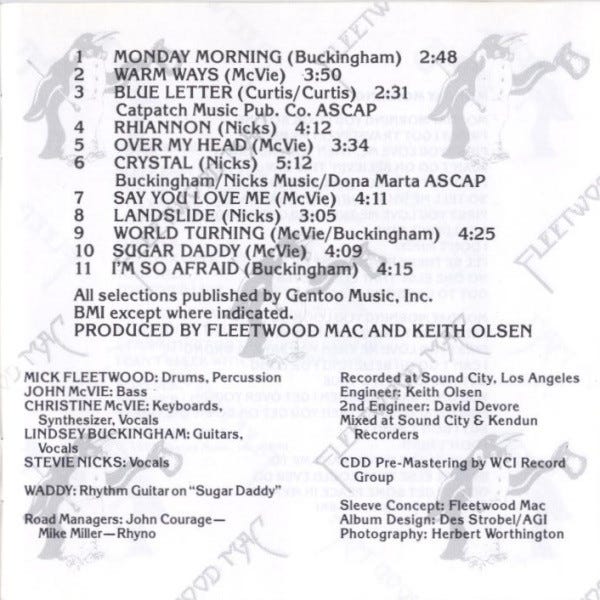 1 MONDAY MORNING (Buckingham) 2:48
2 WARM WAYS (McVie) 3:50
3 BLUE LETTER (Curtis/Curtis) 2:31
Catpatch Music Pub. Co. ASCAP
4 RHIANNON (Nicks) 4:12
5 OVER MY HEAD (McVie) 3:34
6 CRYSTAL (Nicks) 5:12
Buckingham/Nicks Music/Dona Marta ASCAP
7 SAY YOU LOVE ME (McVie) 4:11
8 LANDSLIDE (Nicks) 3:05
9 WORLD TURNING (McVie/Buckingham) 4:25
10 SUGAR DADDY (McVie) 4:09
11 I'M SO AFRAID (Buckingham) 4:15
All selections published by Gentoo Music, Inc.
BMI except where indicated.
PRODUCED BY FLEETWOOD MAC AND KEITH OLSEN
MICK FLEETWOOD: Drums, Percussion
JOHN McVIE: Bass
CHRISTINE McVIE: Keyboards,
Synthesizer, Vocals
LINDSEY BUCKINGHAM: Guitars,
Vocals
STEVIE NICKS: Vocals
WADDY: Rhythm Guitar on “Sugar Daddy”
Road Managers: John Courage—
Mike Miller—Rhyno
Recorded at Sound City, Los Angeles
Engineer: Keith Olsen
2nd Engineer: David Devore
Mixed at Sound City & Kendun
Recorders
CDD Pre-Mastering by WCI Record
Group
Sleeve Concept: Fleetwood Mac
Album Design: Des Strobel/AGI
Photography: Herbert Worthington
FLEETWOOD
FLEETWOOD
OD MAC
FLEETWOOD
WOOD MAC